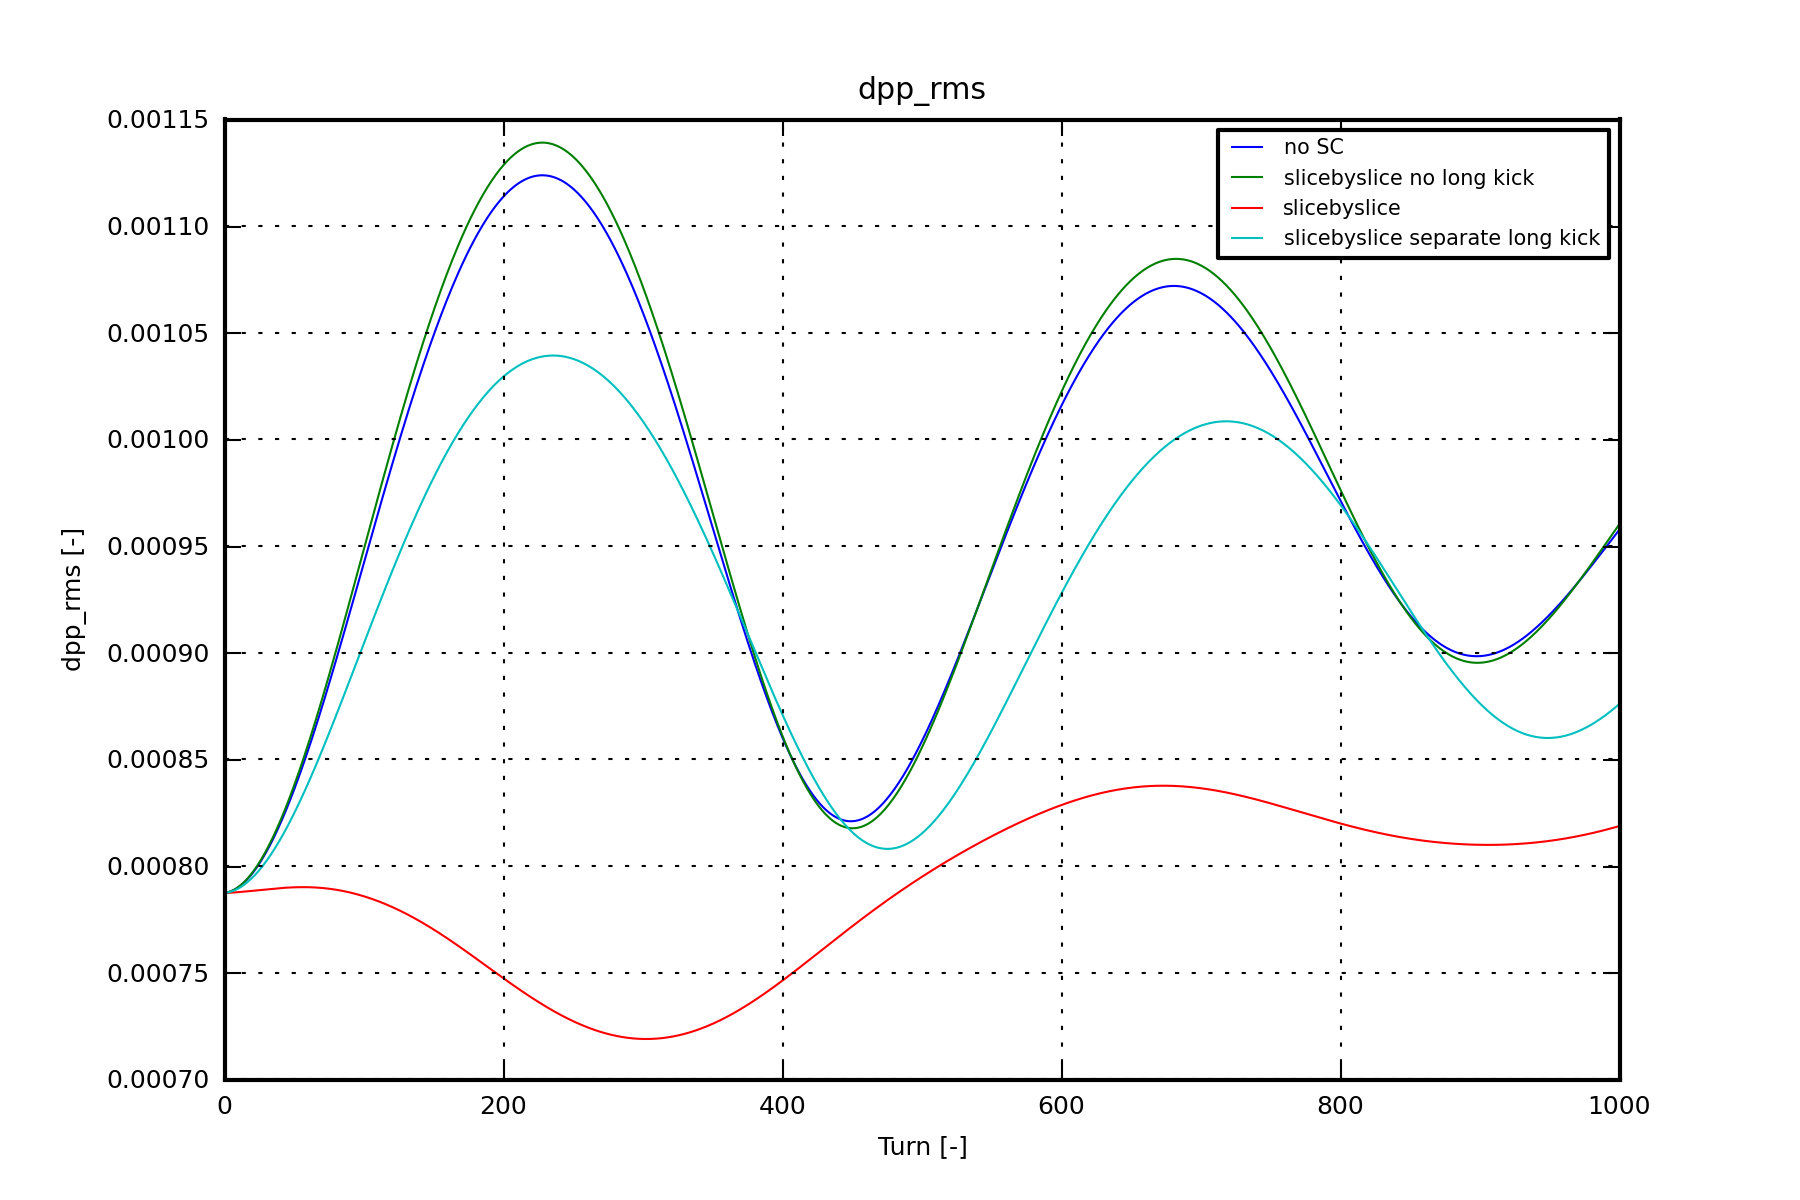 dpp_rms
0.00115
0.00110
0.00105
0.00100
0.00095
0.00090
0.00085
0.00080
0.00075
0.00070
dpp_rms [-]
no SC
slicebyslice no long kick
slicebyslice
slicebyslice separate long kick
0 200 400 600 800 1000
Turn [-]